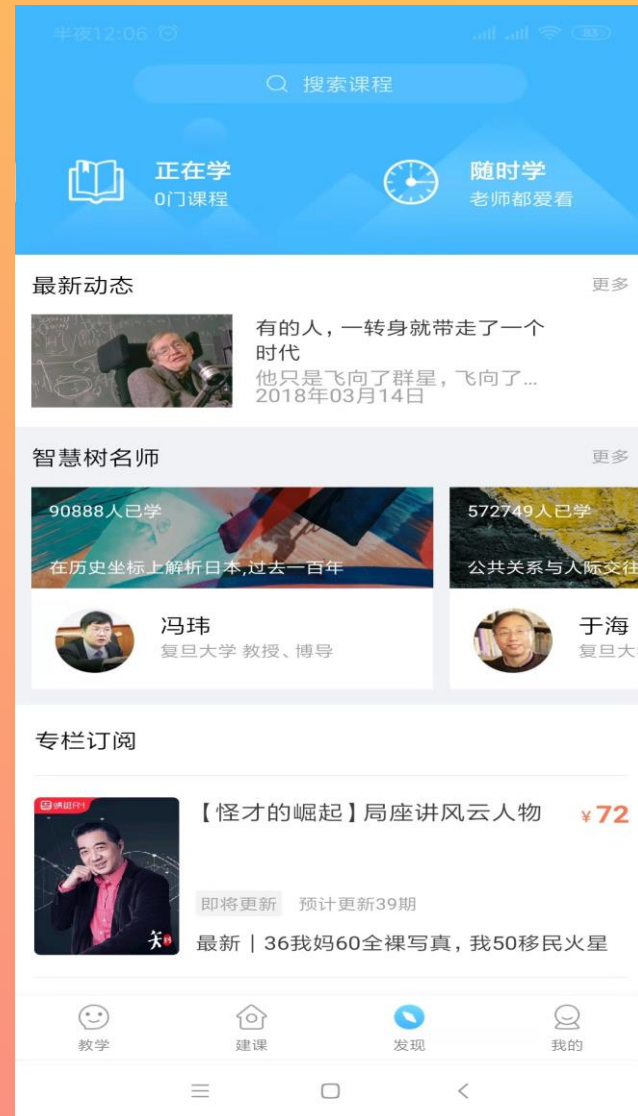 半夜12:06
83
搜索课程
正在学
0门课程
随时学
老师都爱看
最新动态
更多
有的人，一转身就带走了一个
时代
他只是飞向了群星，飞向了...
2018年03月14日
智慧树名师
更多
90888人已学
在历史坐标上解析日本,过去一百年
冯玮
复旦大学 教授、博导
572749人已学
公共关系与人际交往
于海
复旦大
专栏订阅
【怪才的崛起】局座讲风云人物
¥72
即将更新
预计更新39期
最新 | 36我妈60全裸写真，我50移民火星
教学
建课
发现
我的